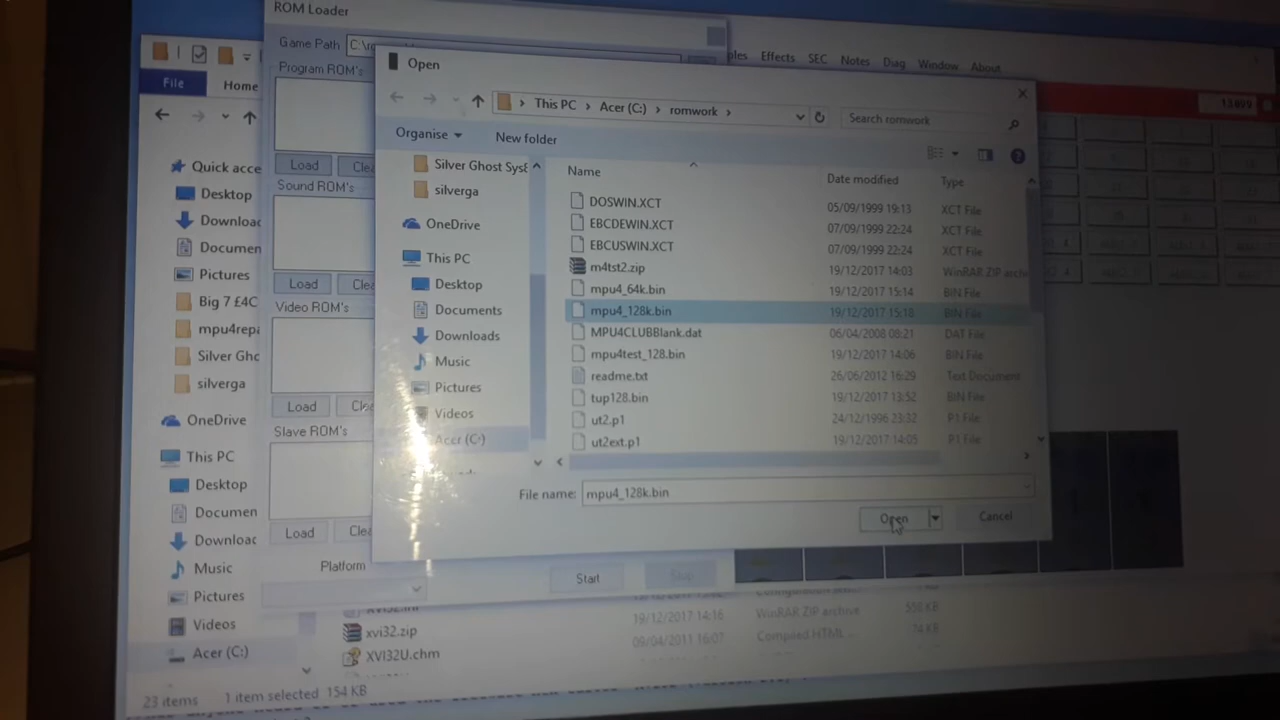 ROM Loader
Game Path
Program ROM's
Load
Sound ROM's
Load
Video ROM's
Load
Slave ROM's
Load
Platform
Start
Effects SEC Notes Diag Window About
File Home
Quick acce
Desktop
Documen
Pictures
Big 7 £4C
mpu4repa
Silver Gho
silverga
OneDrive
This PC
Desktop
Documen
Music
Pictures
Videos
Acer (C:)
23 items 1 item selected 154 KB
Open
This PC > Acer (C:) > romwork >
Search romwork
Organise New folder
silverga
OneDrive
This PC
Desktop
Documents
Downloads
Music
Pictures
Videos
Acer (C:)
Name Date modified Type
DOSWIN.XCT 05/09/1999 19:13 XCT File
EBCDEWIN.XCT 07/09/1999 22:24 XCT File
EBCUSWIN.XCT 07/09/1999 22:24 XCT File
m4tst2.zip 19/12/2017 14:03
mpu4_64k.bin 19/12/2017 15:14 BIN File
mpu4_128k.bin 19/12/2017 15:18 BIN File
MPU4CLUBBlank.dat 06/04/2008 08:21 DAT File
mpu4test_128.bin 19/12/2017 14:06 BIN File
readme.txt 26/06/2012 16:29 Text Document
tup128.bin 19/12/2017 13:52 BIN File
ut2.p1 24/12/1996 23:32 P1 File
ut2ext.p1 19/12/2017 14:05 P1 File
File name: mpu4_128k.bin
Open Cancel
xvi32.zip 19/12/2017 14:16 WinRAR ZIP archive 558 KB
XVI32U.chm 09/04/2011 16:07 Compiled HTML ... 74 KB